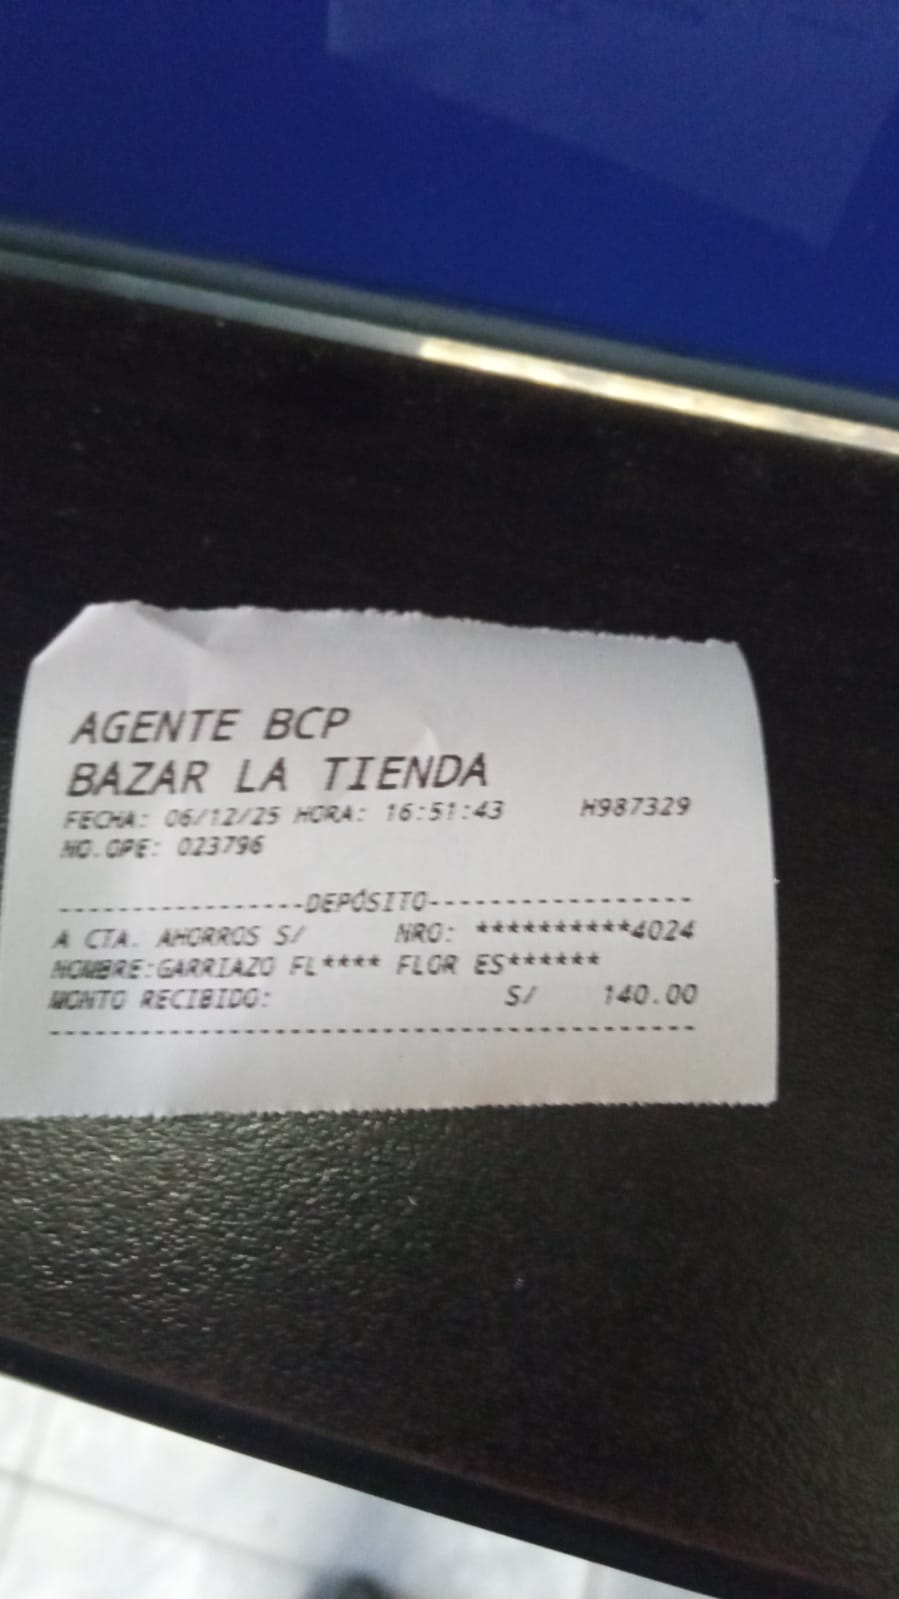 AGENTE BCP
BAZAR LA TIENDA
FECHA: 06/12/25 HORA: 16:51:43 H987329
NO.OPE: 023796
-----------------DEPÓSITO------------------
A CTA. AHORROS S/ NRO: **********4024
NOMBRE:GARRIAZO FL**** FLOR ES******
MONTO RECIBIDO: S/ 140.00
-------------------------------------------